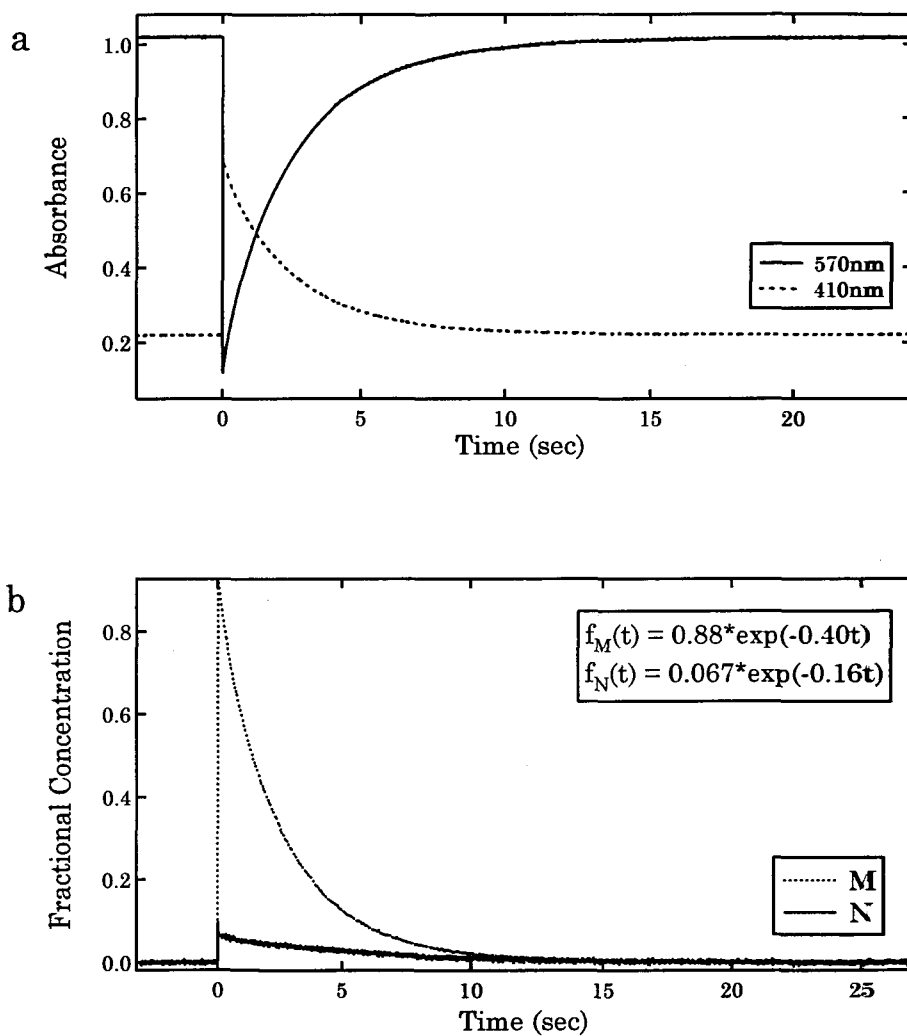 a
1.0
0.8
0.6
0.4
0.2
Absorbance
570nm
410nm
0 5 10 15 20
Time (sec)
b
0.8
0.6
0.4
0.2
0.0
Fractional Concentration
f_M(t) = 0.88*exp(-0.40t)
f_N(t) = 0.067*exp(-0.16t)
M
N
0 5 10 15 20 25
Time (sec)